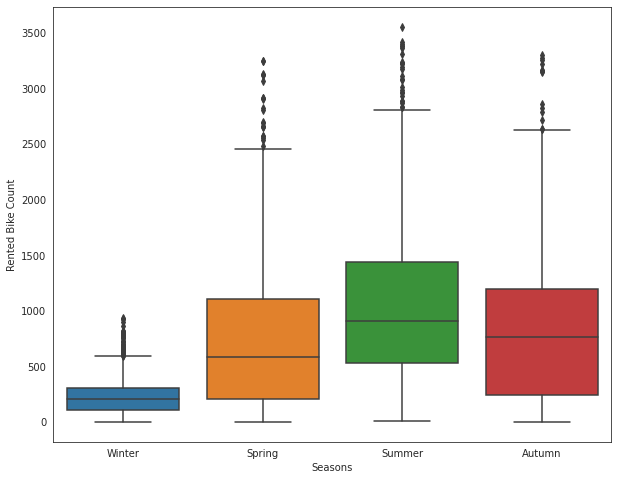 3500
3000
2500
2000
1500
1000
500
0
Rented Bike Count
Winter
Spring
Summer
Autumn
Seasons